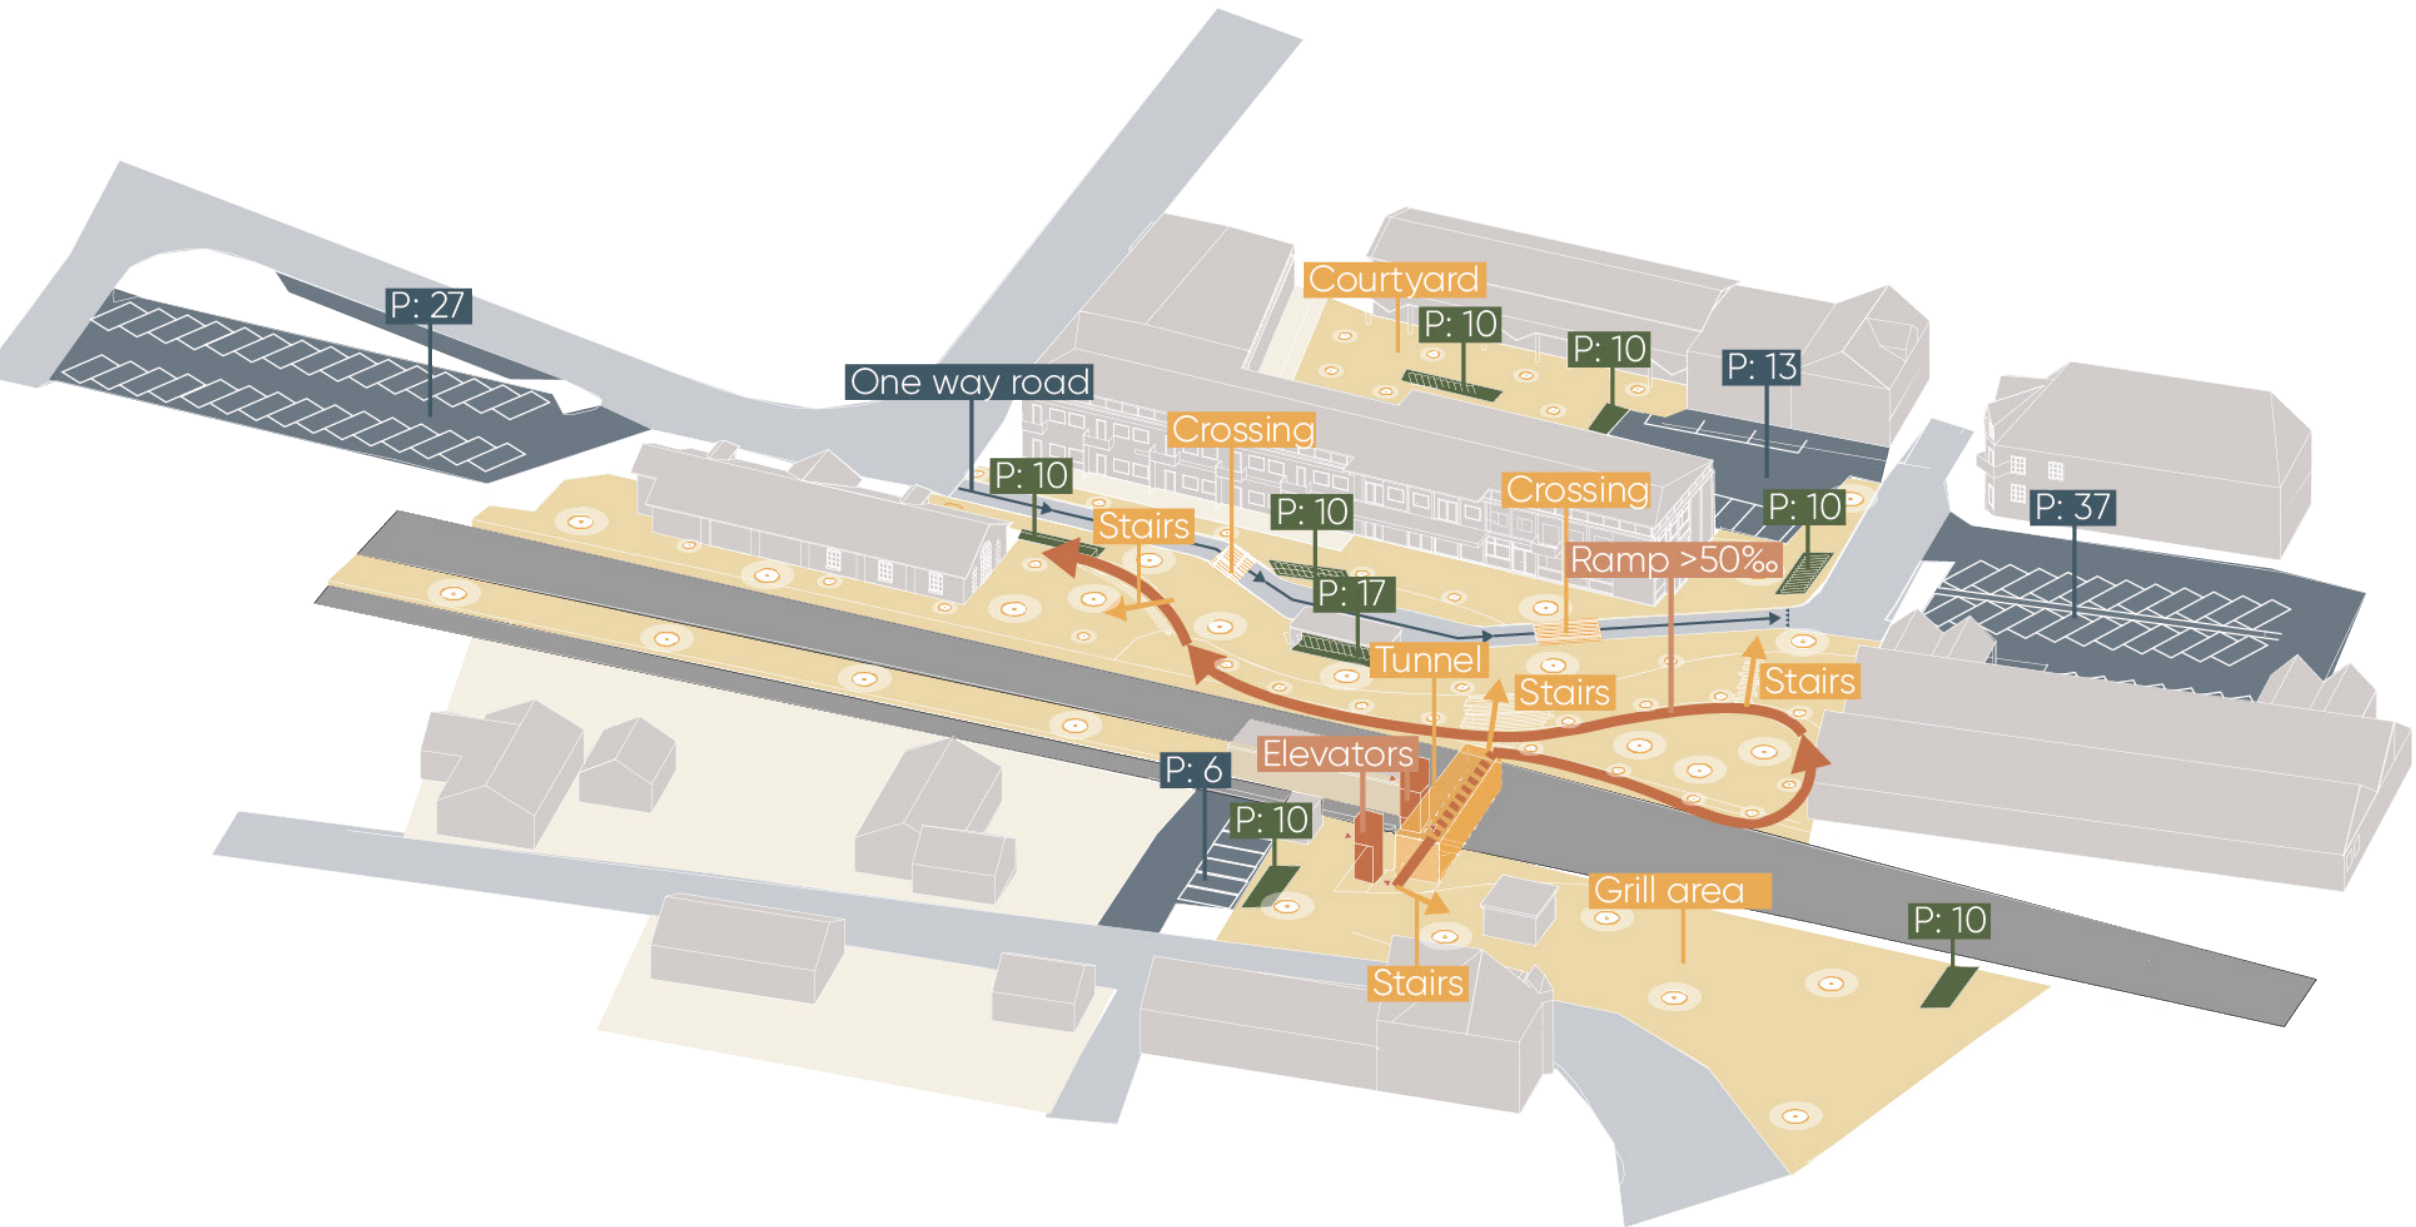 Courtyard
P: 27
P: 10
P: 10
P: 13
One way road
Crossing
P: 10
Crossing
P: 10
P: 10
P: 37
Stairs
Ramp >50‰
P: 17
Tunnel
Stairs
Stairs
Elevators
P: 6
P: 10
Grill area
P: 10
Stairs